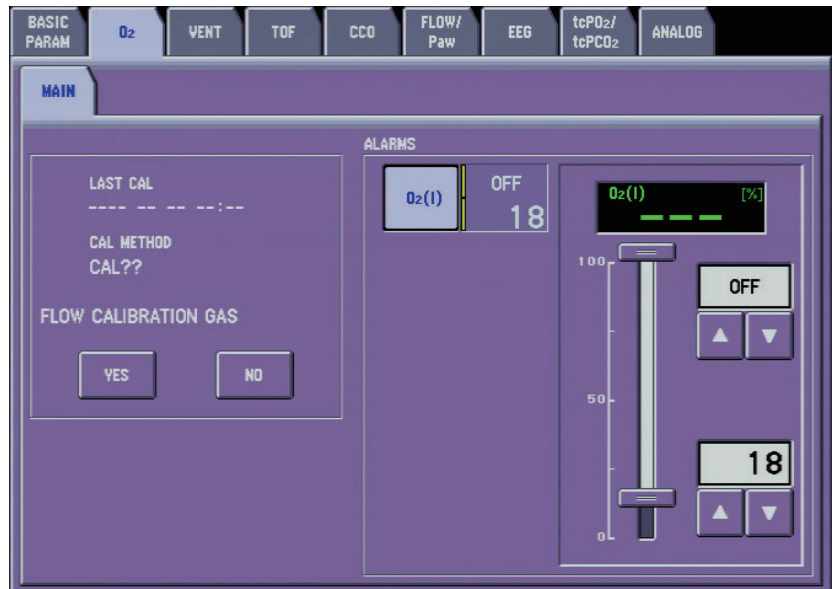 BASIC PARAM O2 VENT TOF CCO FLOW/ Paw EEG tcPO2/ tcPCO2 ANALOG
MAIN
ALARMS
LAST CAL
---- -- -- --:--
CAL METHOD
CAL??
FLOW CALIBRATION GAS
YES NO
O2(I) OFF
18
O2(I) [%]
---
100
50
0
OFF
18